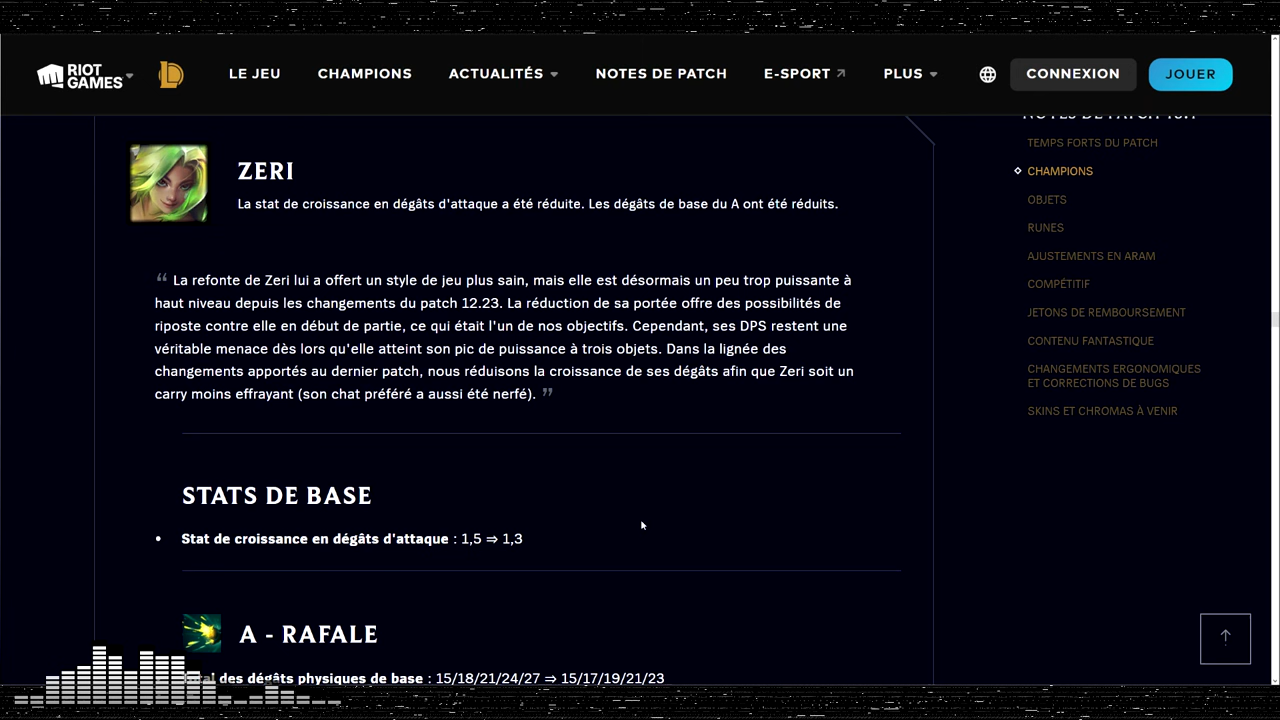 RIOT GAMES
LE JEU
CHAMPIONS
ACTUALITÉS
NOTES DE PATCH
E-SPORT
PLUS
CONNEXION
JOUER
ZERI
La stat de croissance en dégâts d'attaque a été réduite. Les dégâts de base du A ont été réduits.
“ La refonte de Zeri lui a offert un style de jeu plus sain, mais elle est désormais un peu trop puissante à
haut niveau depuis les changements du patch 12.23. La réduction de sa portée offre des possibilités de
riposte contre elle en début de partie, ce qui était l'un de nos objectifs. Cependant, ses DPS restent une
véritable menace dès lors qu'elle atteint son pic de puissance à trois objets. Dans la lignée des
changements apportés au dernier patch, nous réduisons la croissance de ses dégâts afin que Zeri soit un
carry moins effrayant (son chat préféré a aussi été nerfé). ”
STATS DE BASE
• Stat de croissance en dégâts d'attaque : 1,5 ⇒ 1,3
A - RAFALE
des dégâts physiques de base : 15/18/21/24/27 ⇒ 15/17/19/21/23
NOTES DE PATCH
TEMPS FORTS DU PATCH
CHAMPIONS
OBJETS
RUNES
AJUSTEMENTS EN ARAM
COMPÉTITIF
JETONS DE REMBOURSEMENT
CONTENU FANTASTIQUE
CHANGEMENTS ERGONOMIQUES
ET CORRECTIONS DE BUGS
SKINS ET CHROMAS À VENIR